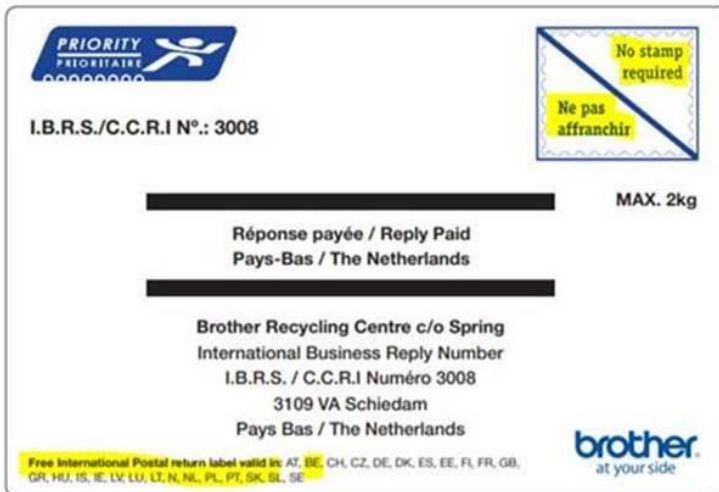 PRIORITY
PRIORITAIRE
No stamp
required
Ne pas
affranchir
I.B.R.S./C.C.R.I Nº.: 3008
MAX. 2kg
Réponse payée / Reply Paid
Pays-Bas / The Netherlands
Brother Recycling Centre c/o Spring
International Business Reply Number
I.B.R.S. / C.C.R.I Numéro 3008
3109 VA Schiedam
Pays Bas / The Netherlands
Free International Postal return label valid in: AT, BE, CH, CZ, DE, DK, ES, EE, FI, FR, GB,
GR, HU, IS, IE, LV, LU, LT, N, NL, PL, PT, SK, SL, SE
brother
at your side